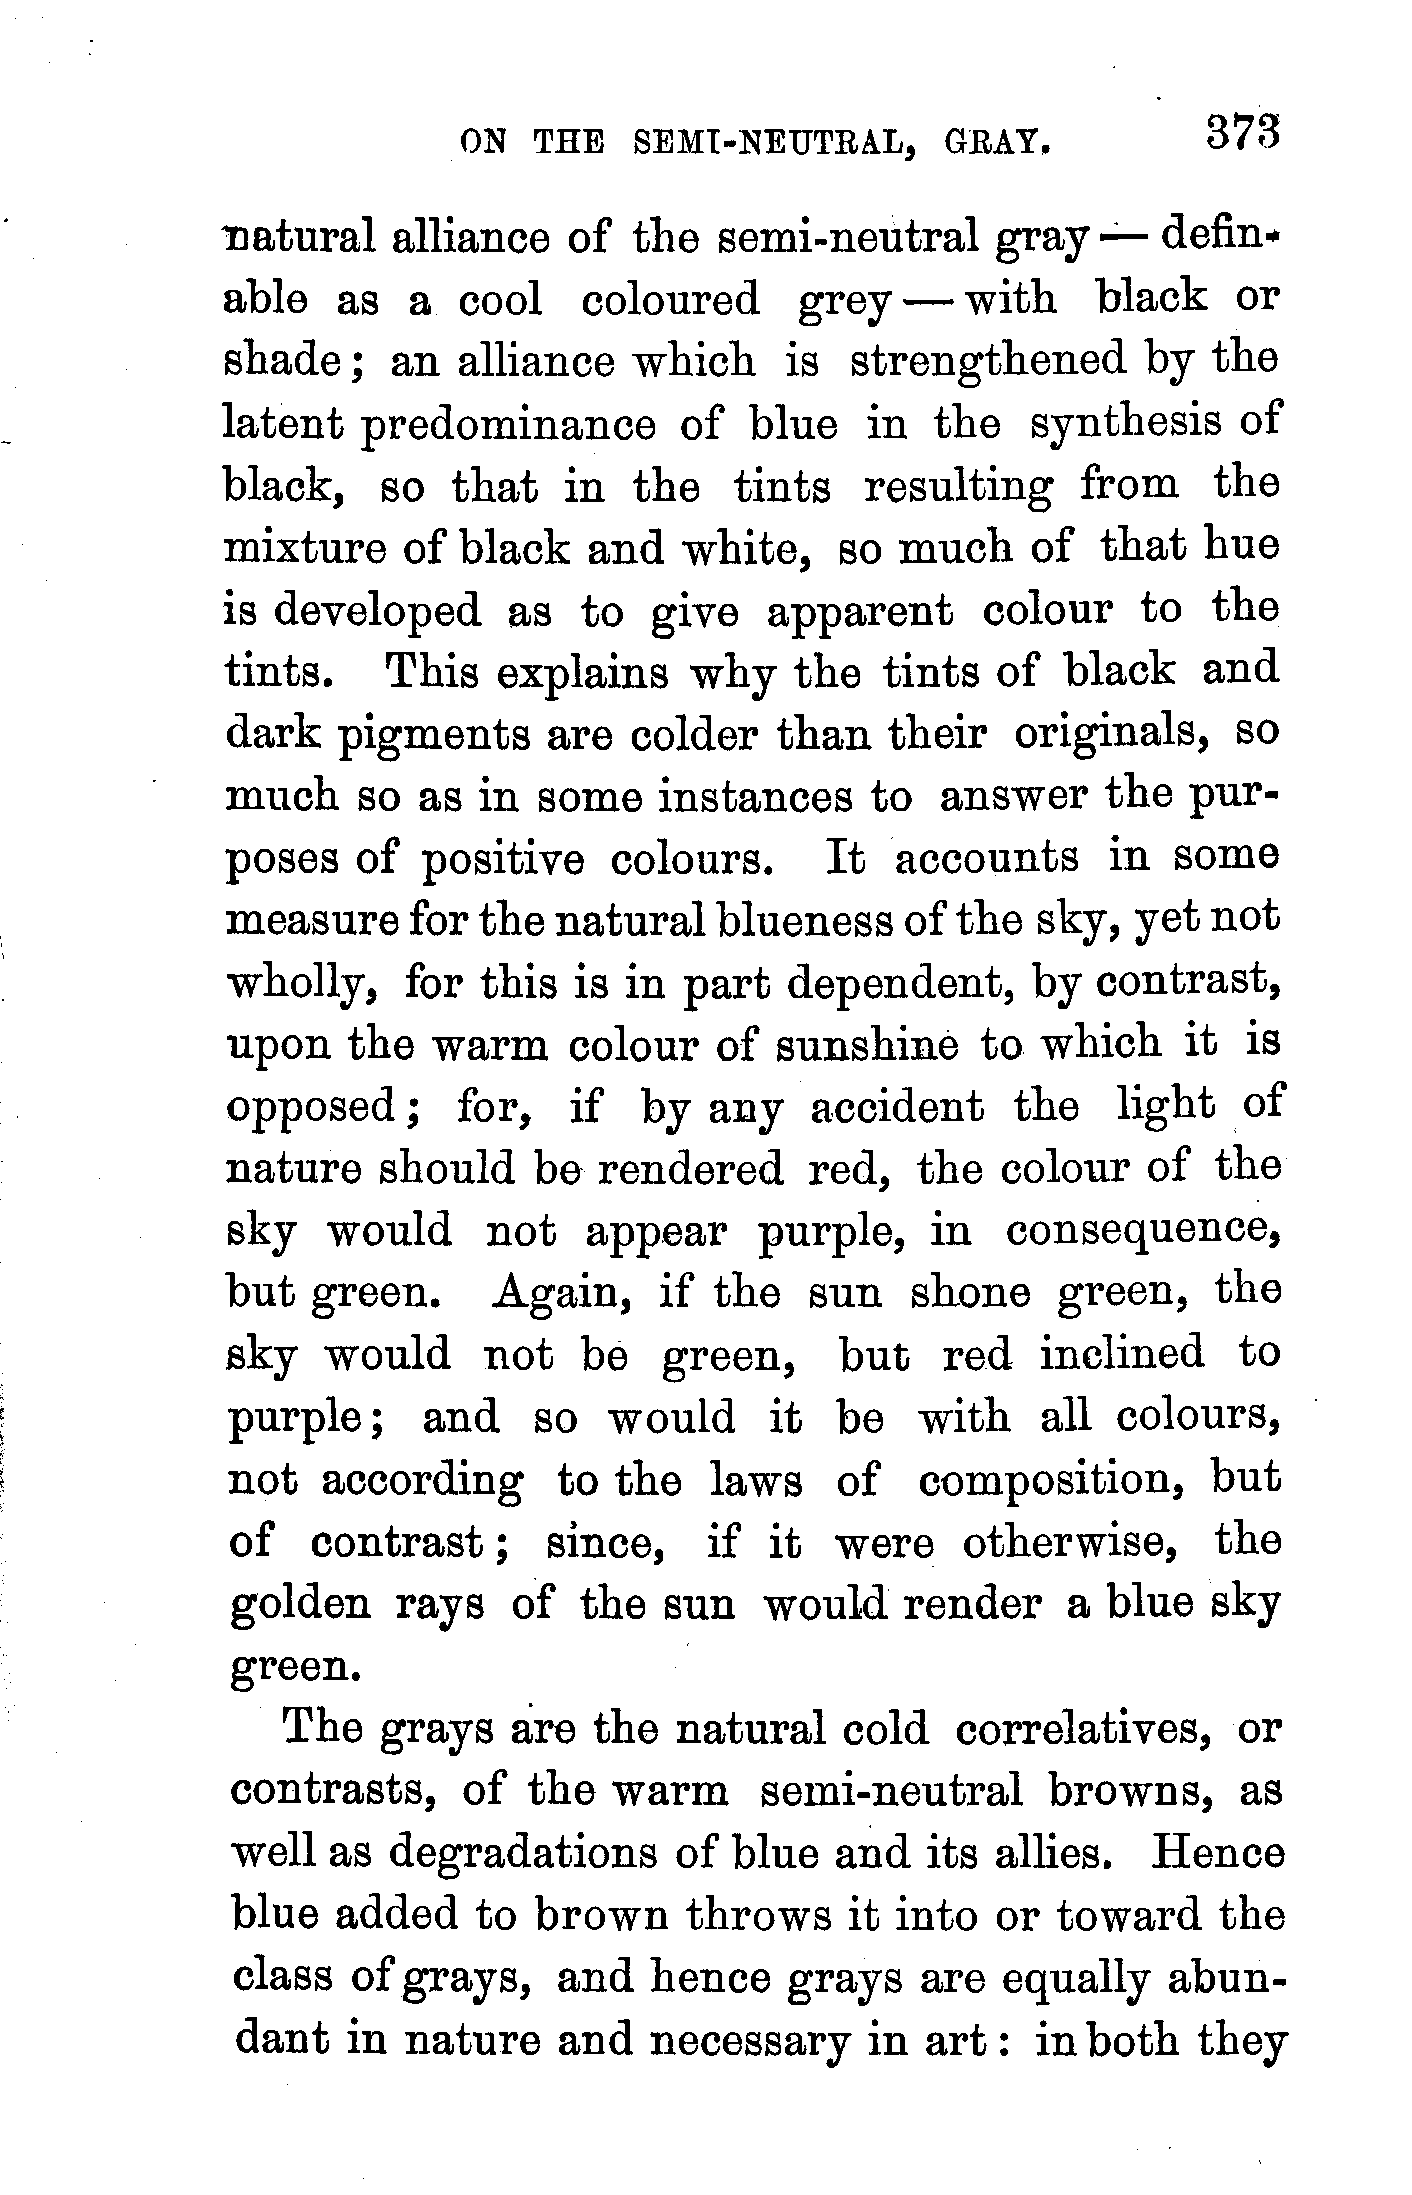 ON THE SEMI-NEUTRAL, GRAY. 373
natural alliance of the semi-neutral gray — defin-
able as a cool coloured grey — with black or
shade; an alliance which is strengthened by the
latent predominance of blue in the synthesis of
black, so that in the tints resulting from the
mixture of black and white, so much of that hue
is developed as to give apparent colour to the
tints. This explains why the tints of black and
dark pigments are colder than their originals, so
much so as in some instances to answer the pur-
poses of positive colours. It accounts in some
measure for the natural blueness of the sky, yet not
wholly, for this is in part dependent, by contrast,
upon the warm colour of sunshine to which it is
opposed; for, if by any accident the light of
nature should be rendered red, the colour of the
sky would not appear purple, in consequence,
but green. Again, if the sun shone green, the
sky would not be green, but red inclined to
purple; and so would it be with all colours,
not according to the laws of composition, but
of contrast; since, if it were otherwise, the
golden rays of the sun would render a blue sky
green.
The grays are the natural cold correlatives, or
contrasts, of the warm semi-neutral browns, as
well as degradations of blue and its allies. Hence
blue added to brown throws it into or toward the
class of grays, and hence grays are equally abun-
dant in nature and necessary in art: in both they